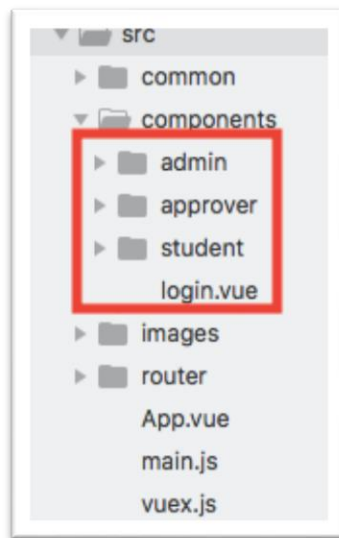 src
common
components
admin
approver
student
login.vue
images
router
App.vue
main.js
vuex.js